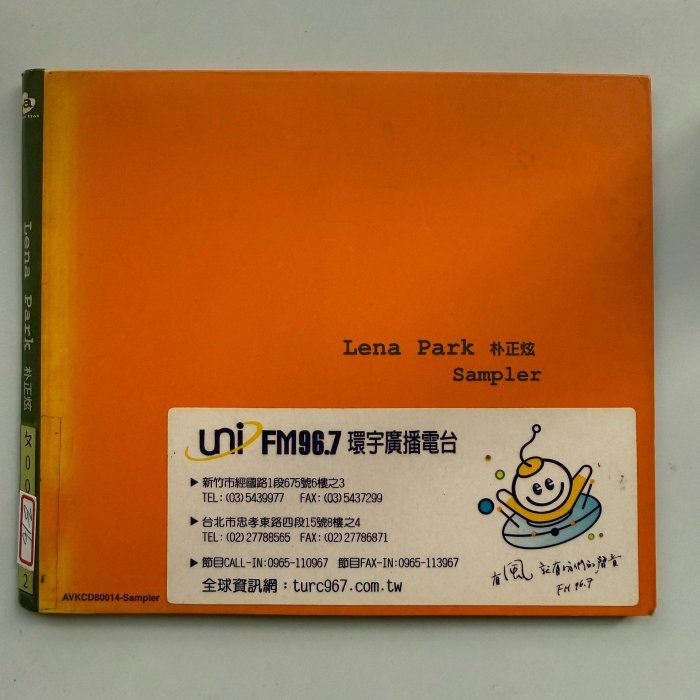 Lena Park 朴正炫
Lena Park 朴正炫
Sampler
uni FM96.7 環宇廣播電台
▶ 新竹市經國路1段675號6樓之3
TEL:(03)5439977 FAX:(03)5437299
▶ 台北市忠孝東路四段15號8樓之4
TEL:(02)27788565 FAX:(02)27786871
▶ 節目CALL-IN:0965-110967 節目FAX-IN:0965-113967
全球資訊網：turc967.com.tw
有風
FM 96.7
AVKCD80014-Sampler
2